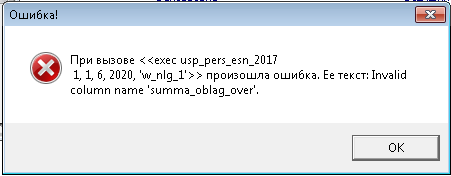 Ошибка!
При вызове <<exec usp_pers_esn_2017
1, 1, 6, 2020, 'w_nlg_1'>> произошла ошибка. Ее текст: Invalid
column name 'summa_oblag_over'.
OK